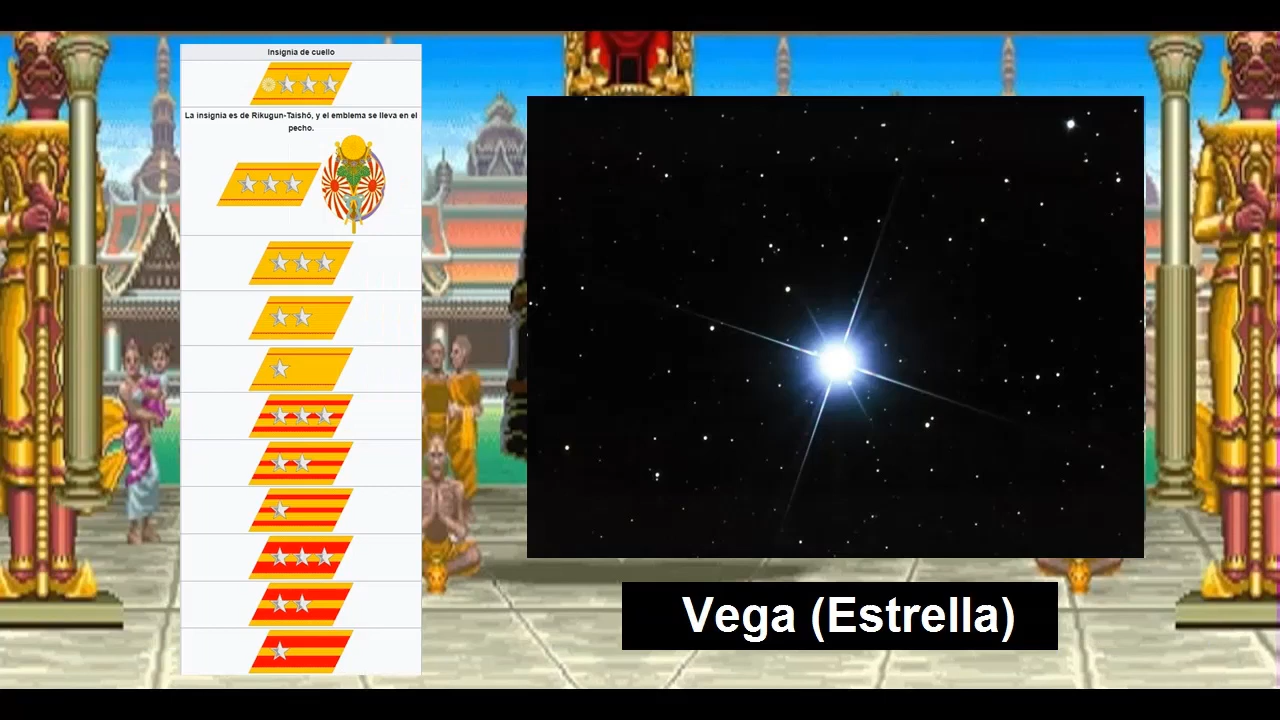 Insignia de cuello
La insignia es de Rikugun-Taishō, y el emblema se lleva en el
pecho.
Vega (Estrella)